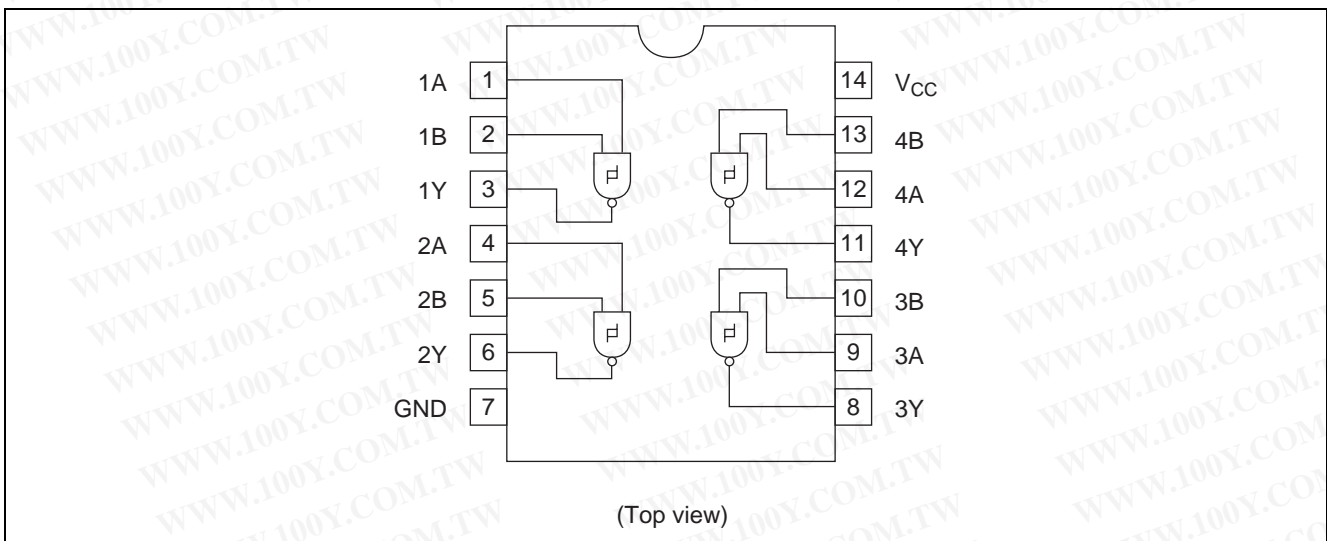 1A 1 14 VCC
1B 2 13 4B
1Y 3 12 4A
2A 4 11 4Y
2B 5 10 3B
2Y 6 9 3A
GND 7 8 3Y
(Top view)
WWW.100Y.COM.TW